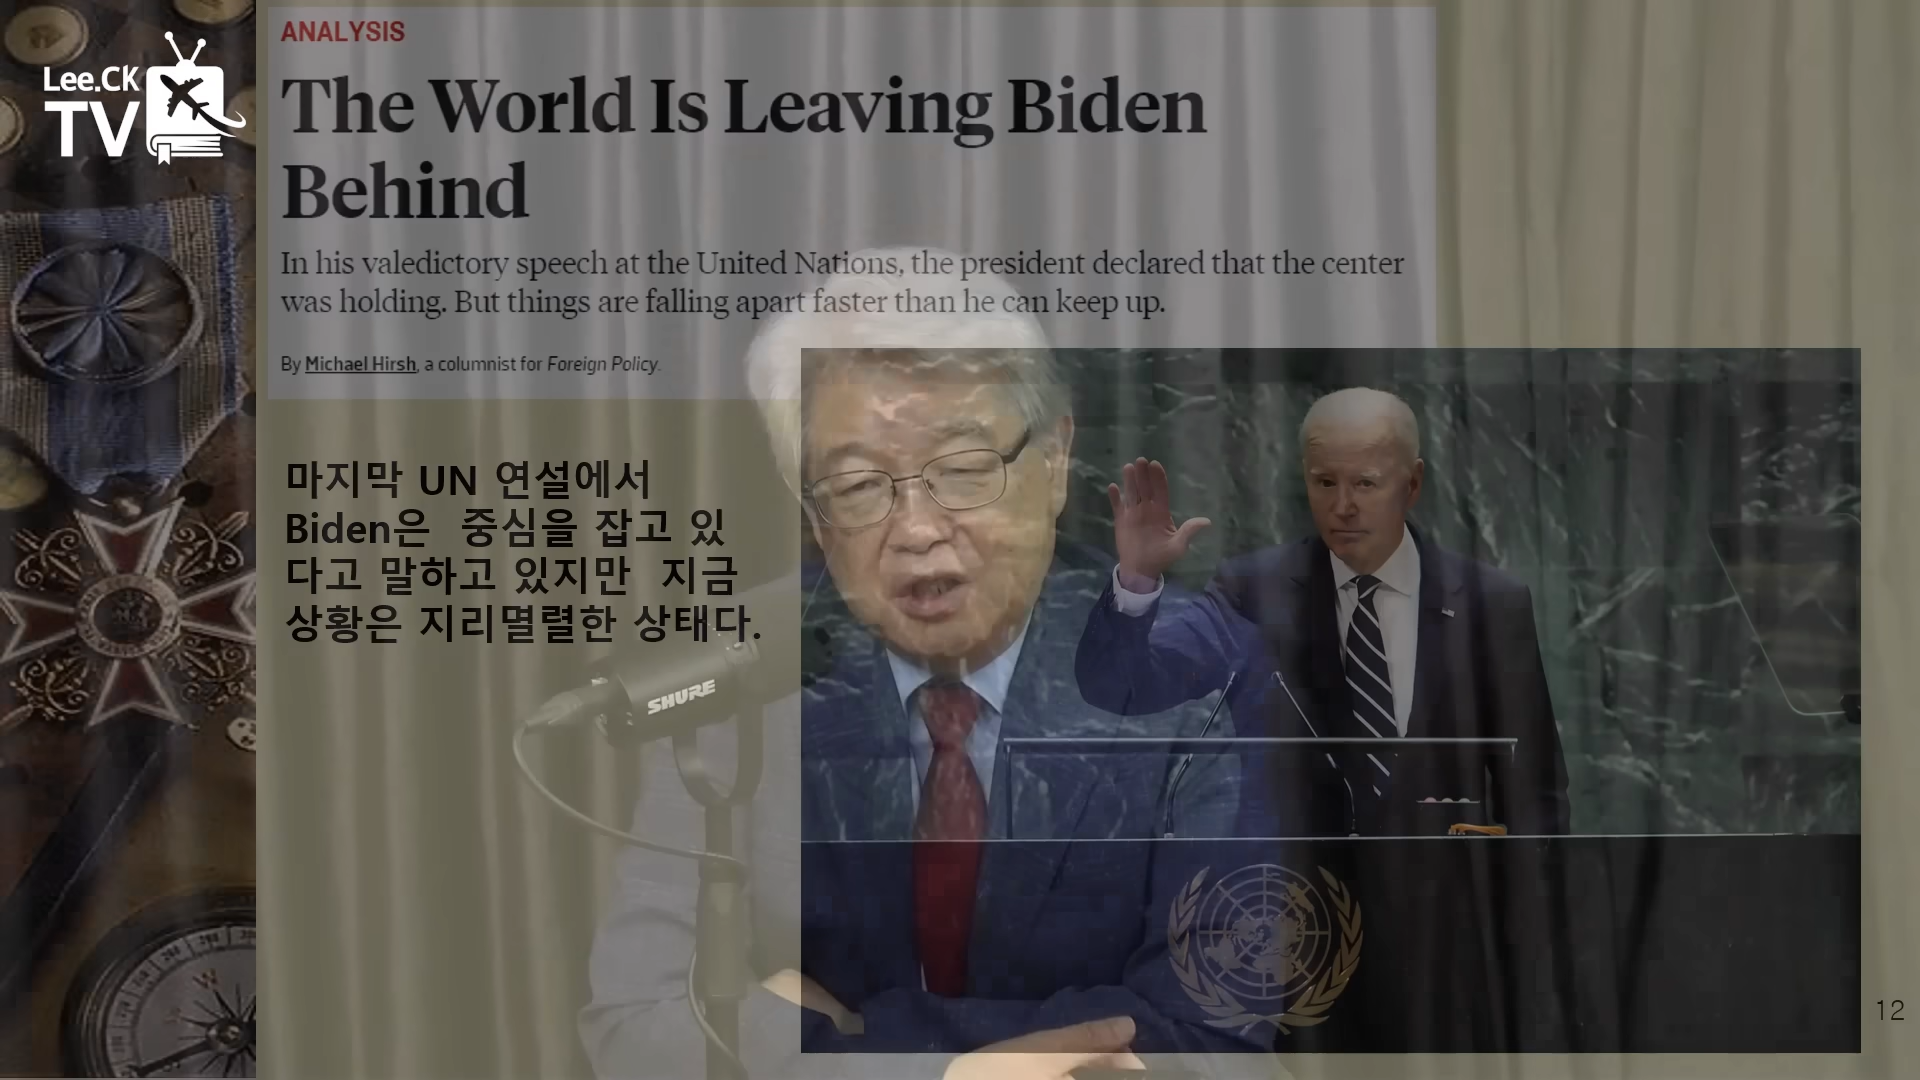 Lee.CK
TV
ANALYSIS
The World Is Leaving Biden
Behind
In his valedictory speech at the United Nations, the president declared that the center
was holding. But things are falling apart faster than he can keep up.
By Michael Hirsh, a columnist for Foreign Policy.
마지막 UN 연설에서
Biden은 중심을 잡고 있
다고 말하고 있지만 지금
상황은 지리멸렬한 상태다.
SHURE
12